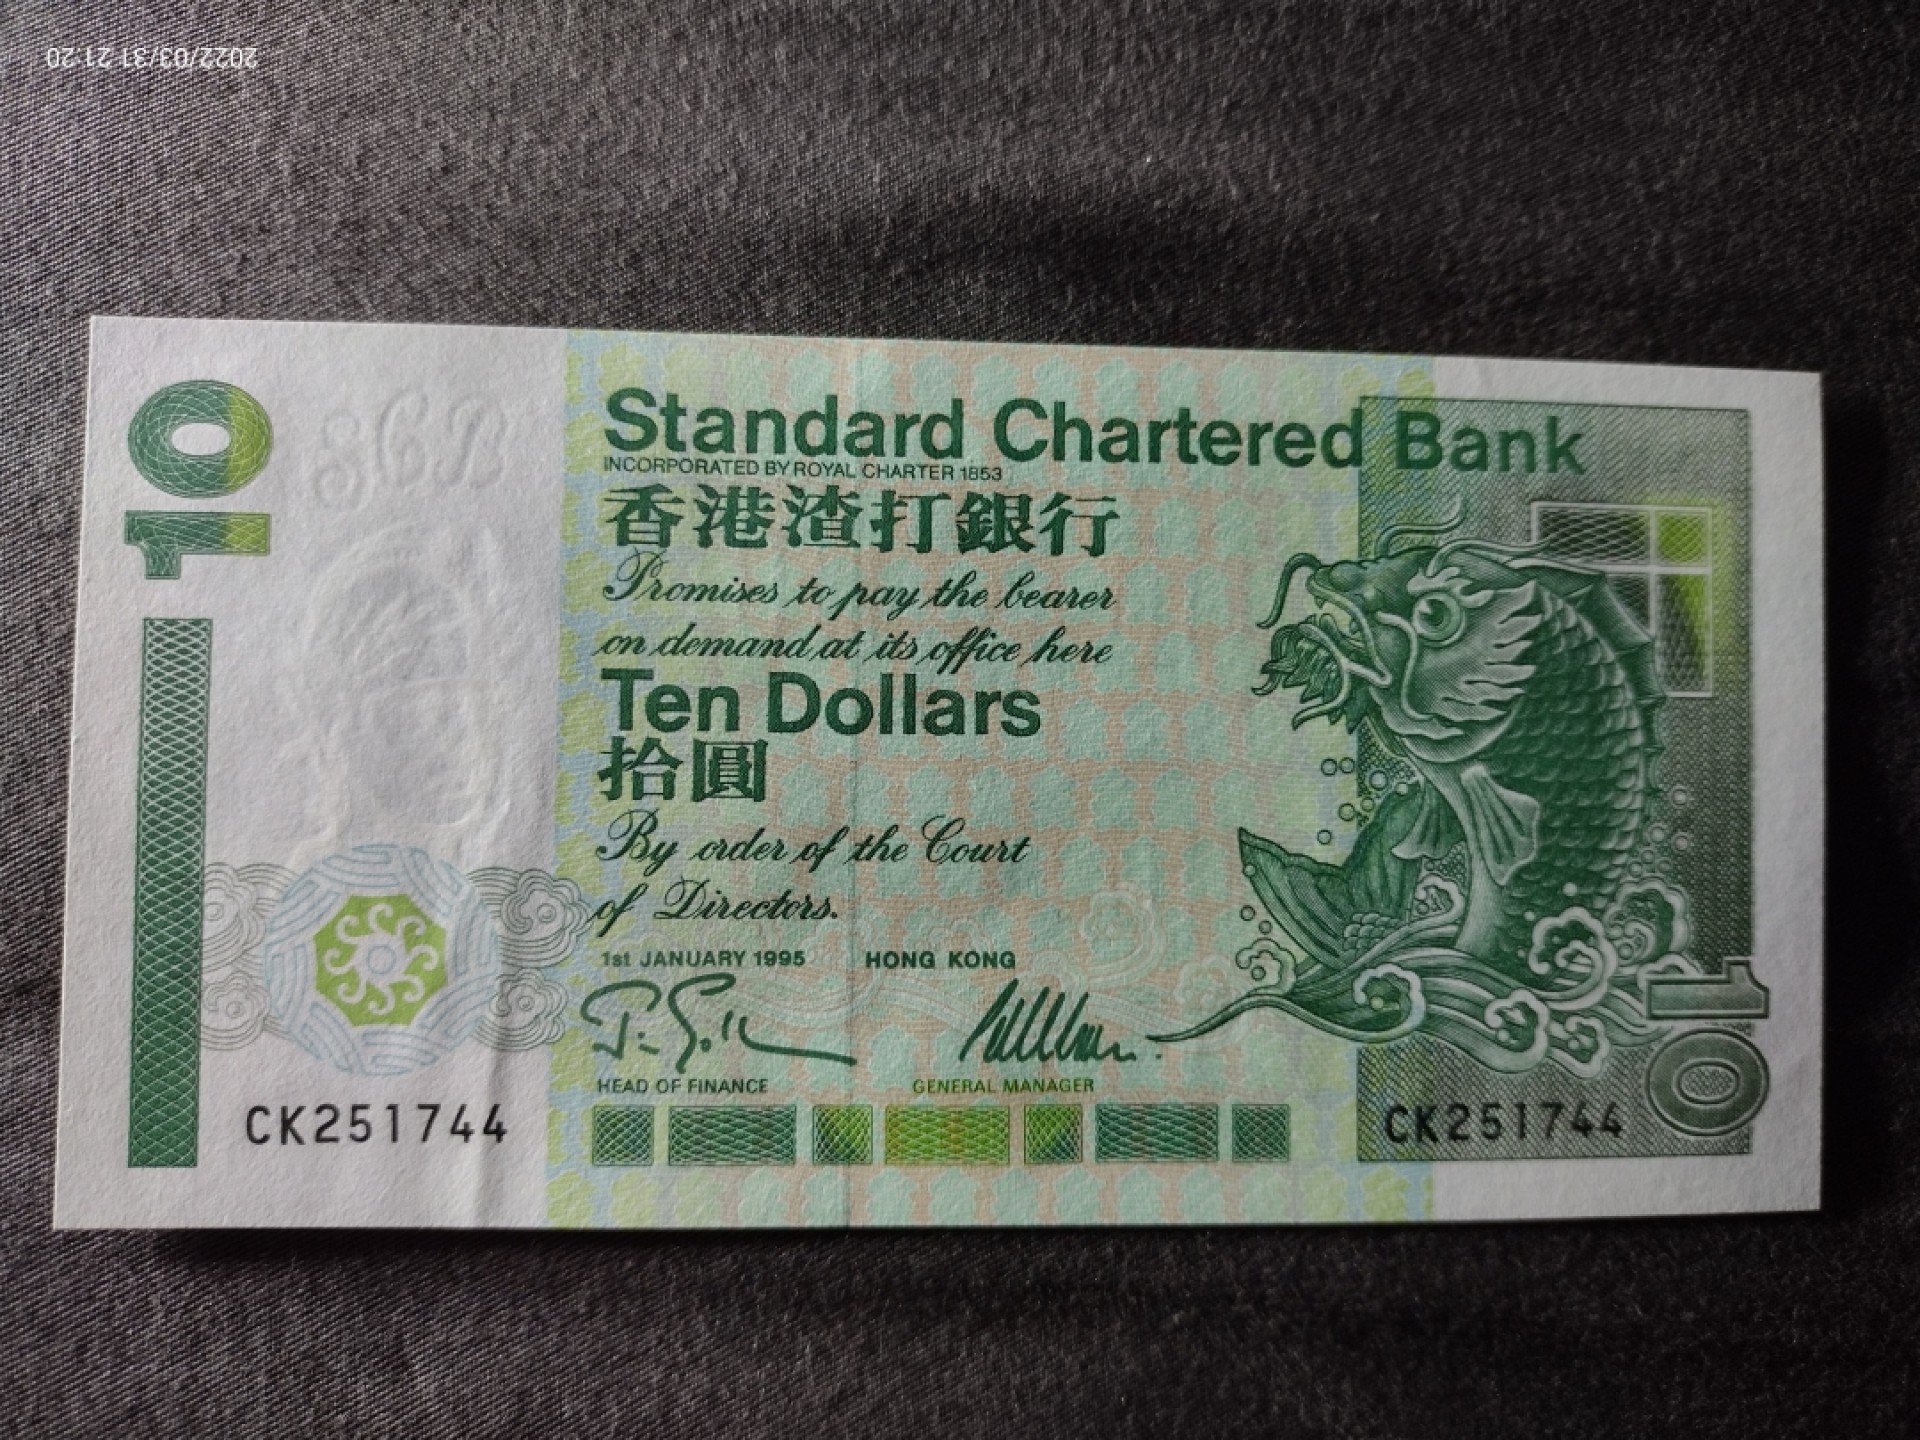 2022/03/31 21:20
10
Standard Chartered Bank
INCORPORATED BY ROYAL CHARTER 1853
香港渣打銀行
Promises to pay the bearer
on demand at its office here
Ten Dollars
拾圓
By order of the Court
of Directors.
1st JANUARY 1995 HONG KONG
HEAD OF FINANCE GENERAL MANAGER
CK251744
CK251744
10